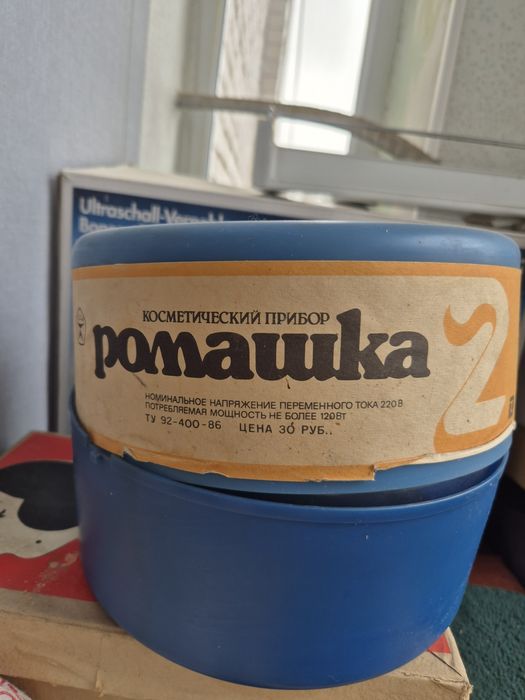 Ultraschall-
КОСМЕТИЧЕСКИЙ ПРИБОР
ромашка 2
НОМИНАЛЬНОЕ НАПРЯЖЕНИЕ ПЕРЕМЕННОГО ТОКА 220 В
ПОТРЕБЛЯЕМАЯ МОЩНОСТЬ НЕ БОЛЕЕ 120 ВТ
ТУ 92-400-86 ЦЕНА 30 РУБ..